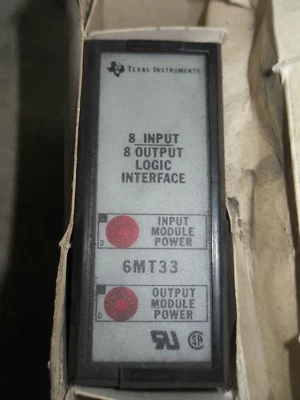 TEXAS INSTRUMENTS
8 INPUT
8 OUTPUT
LOGIC
INTERFACE
INPUT
MODULE
POWER
6MT33
OUTPUT
MODULE
POWER